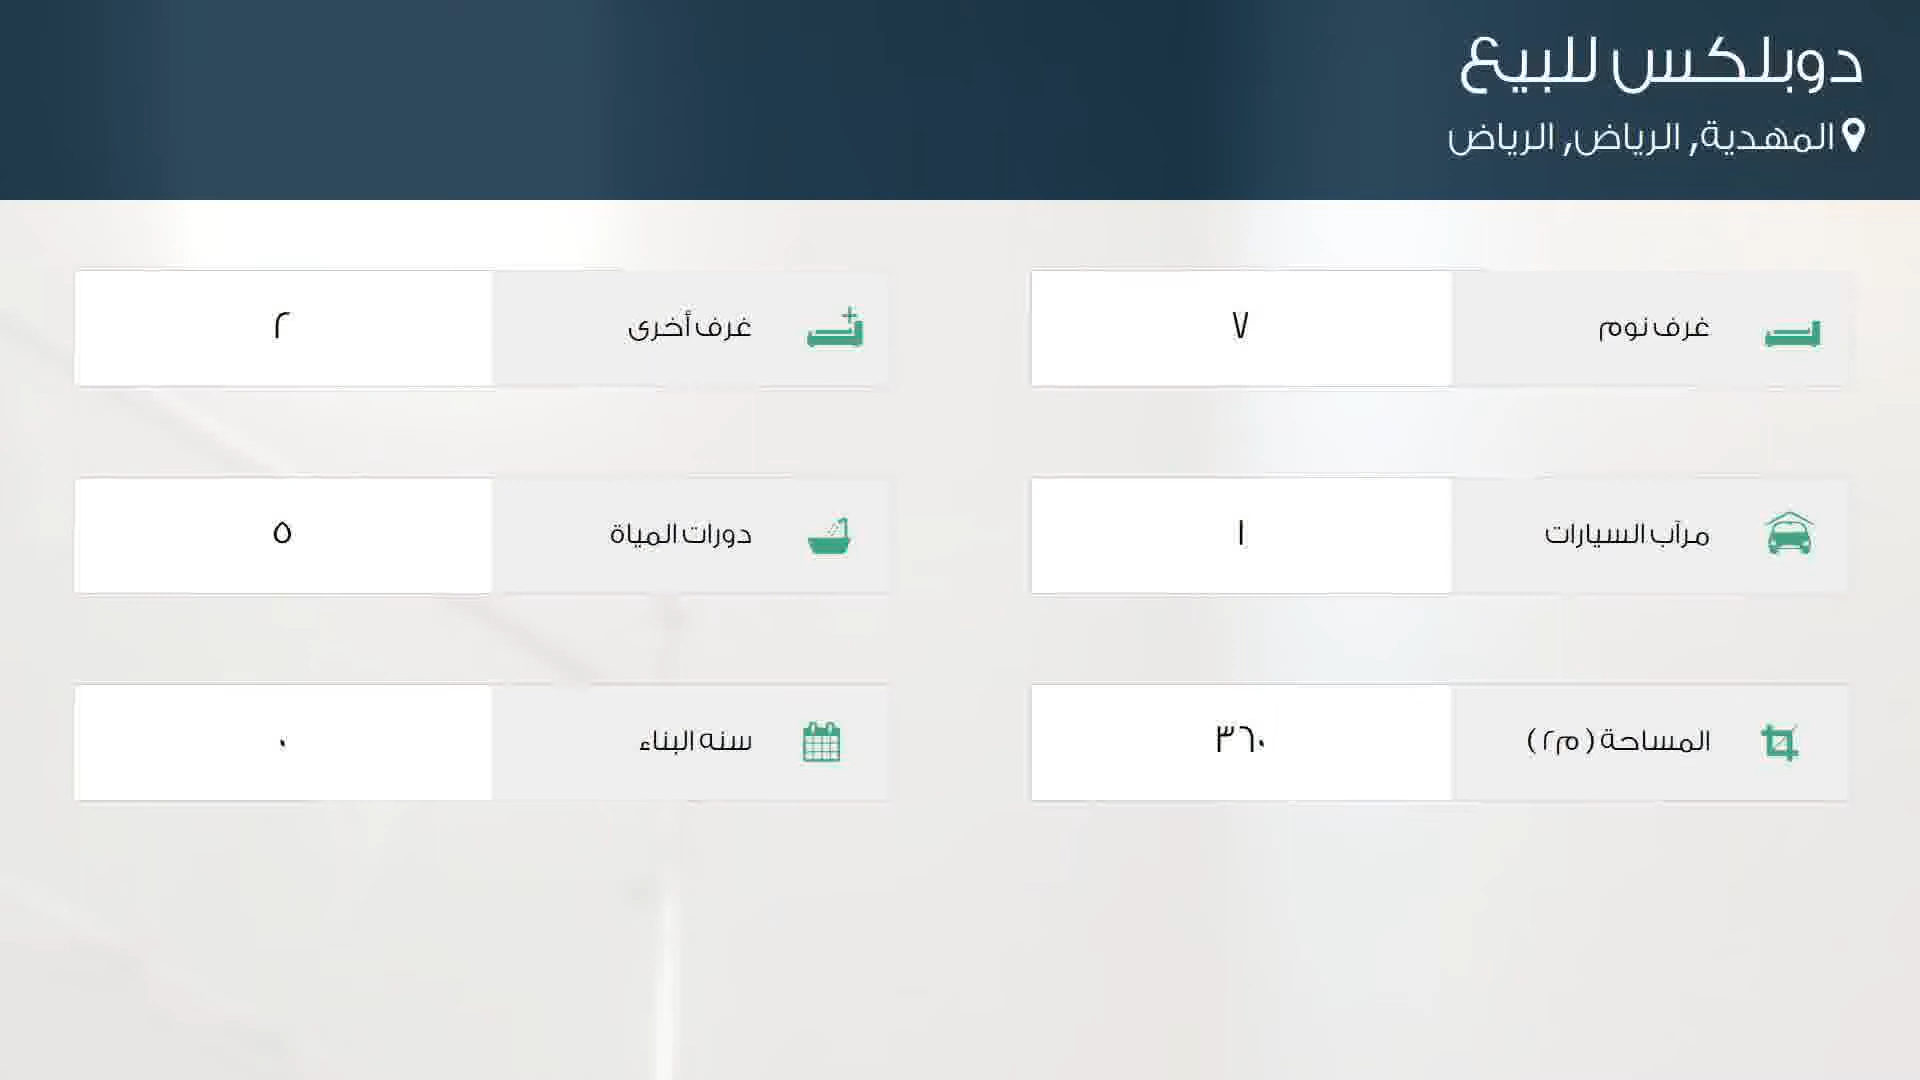 دوبلكس للبيع
المهدية, الرياض, الرياض
غرف نوم
٧
غرف أخرى
٢
مرآب السيارات
١
دورات المياة
٥
المساحة ( م٢ )
٣٦٠
سنه البناء
٠